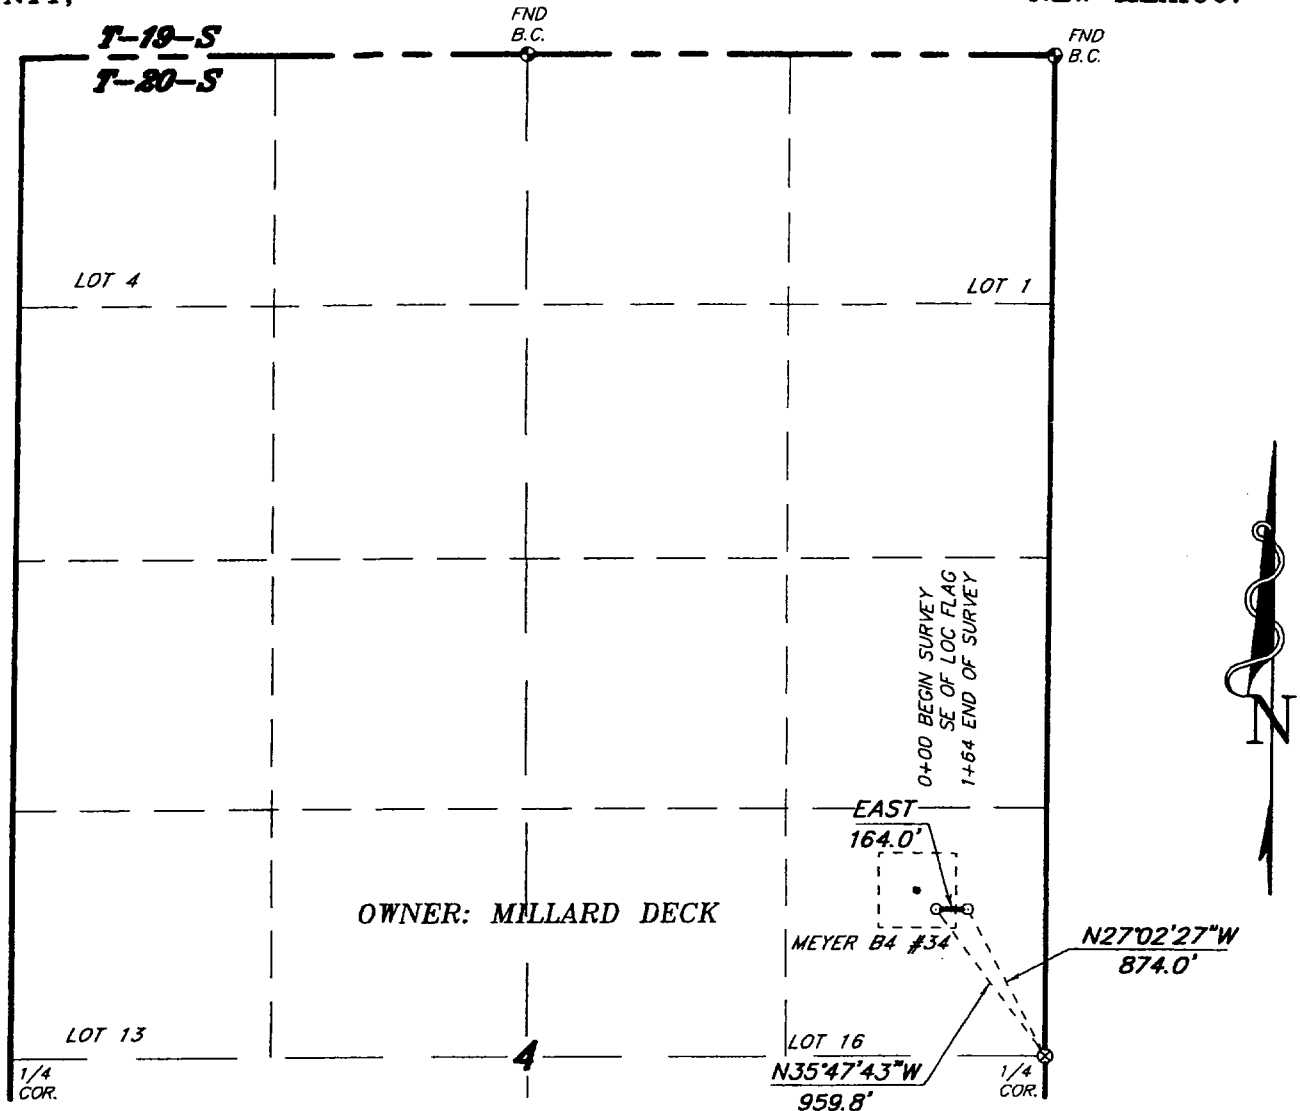 T-19-S
T-20-S
FND
B.C.
FND
B.C.
LOT 4
LOT 1
0+00 BEGIN SURVEY
SE OF LOC FLAG
1+64 END OF SURVEY
N
EAST
164.0'
OWNER: MILLARD DECK
MEYER B4 #34
N27°02'27"W
874.0'
LOT 13
4
LOT 16
N35°47'43"W
959.8'
1/4
COR.
1/4
COR.